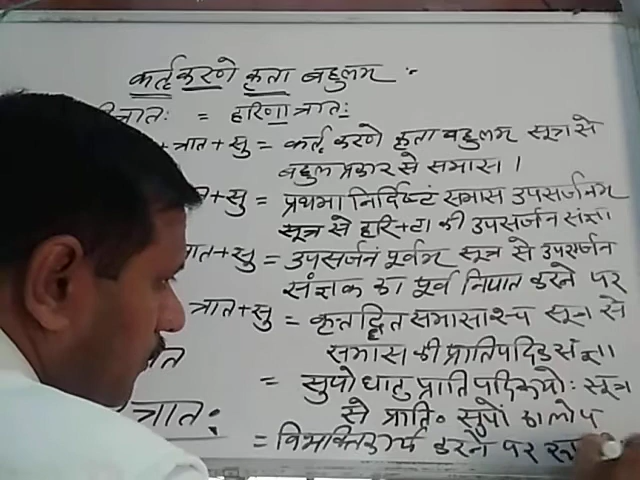 कर्तृकरणे कृता बहुलम्
त्रातः = हरिणा त्रातः
त्रात + सु = कर्तृ करणे कृता बहुलम् सूत्र से
बहुल प्रकार से समास ।
+ सु = प्रथमा निर्दिष्टं समास उपसर्जनम्
सूत्र से हरि+टा की उपसर्जन संज्ञा
त + सु = उपसर्जनं पूर्वम् सूत्र से उपसर्जन
संज्ञक का पूर्व निपात करने पर
त्रात+सु = कृतद्धित समासाश्च सूत्र से
समास की प्रातिपदिक संज्ञा
त = सुपो धातु प्रातिपदिकयोः सूत्र
से प्राति॰ सुपों का लोप
त्रातः = विभक्तिकार्य करने पर